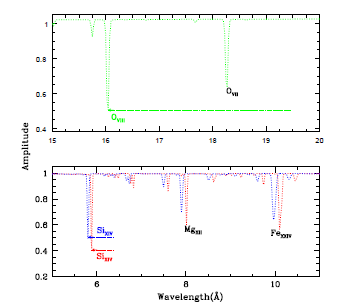 1
0.8
0.6
0.4
O_VII
O_VIII
15 16 17 18 19 20
Amplitude
1
0.8
0.6
0.4
0.2
Si_XIV
Si_XIV
Mg_XII
Fe_XXIV
6 8 10
Wavelength(Å)